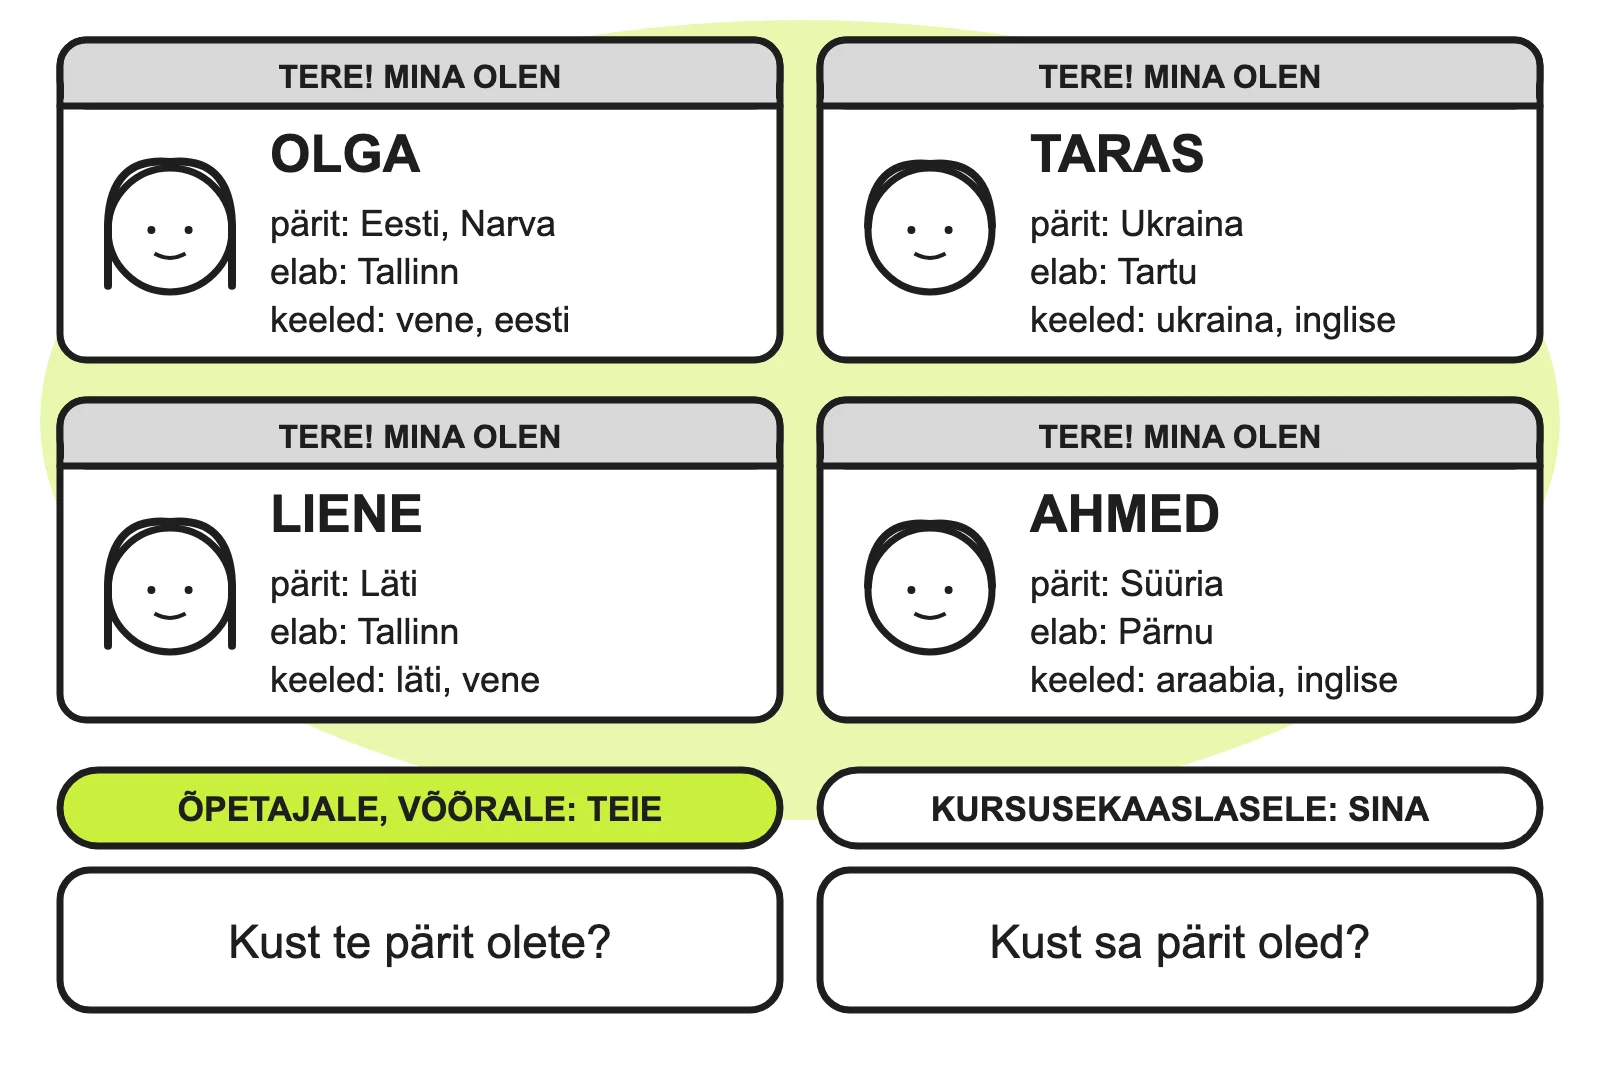 TERE! MINA OLEN
OLGA
pärit: Eesti, Narva
elab: Tallinn
keeled: vene, eesti
TERE! MINA OLEN
TARAS
pärit: Ukraina
elab: Tartu
keeled: ukraina, inglise
TERE! MINA OLEN
LIENE
pärit: Läti
elab: Tallinn
keeled: läti, vene
TERE! MINA OLEN
AHMED
pärit: Süüria
elab: Pärnu
keeled: araabia, inglise
ÕPETAJALE, VÕÕRALE: TEIE
Kust te pärit olete?
KURSUSEKAASLASELE: SINA
Kust sa pärit oled?